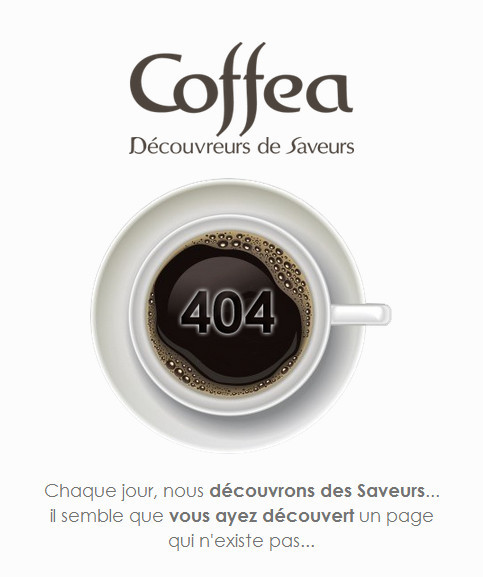 Coffea
Découvreurs de Saveurs
404
Chaque jour, nous découvrons des Saveurs...
il semble que vous ayez découvert un page
qui n'existe pas...